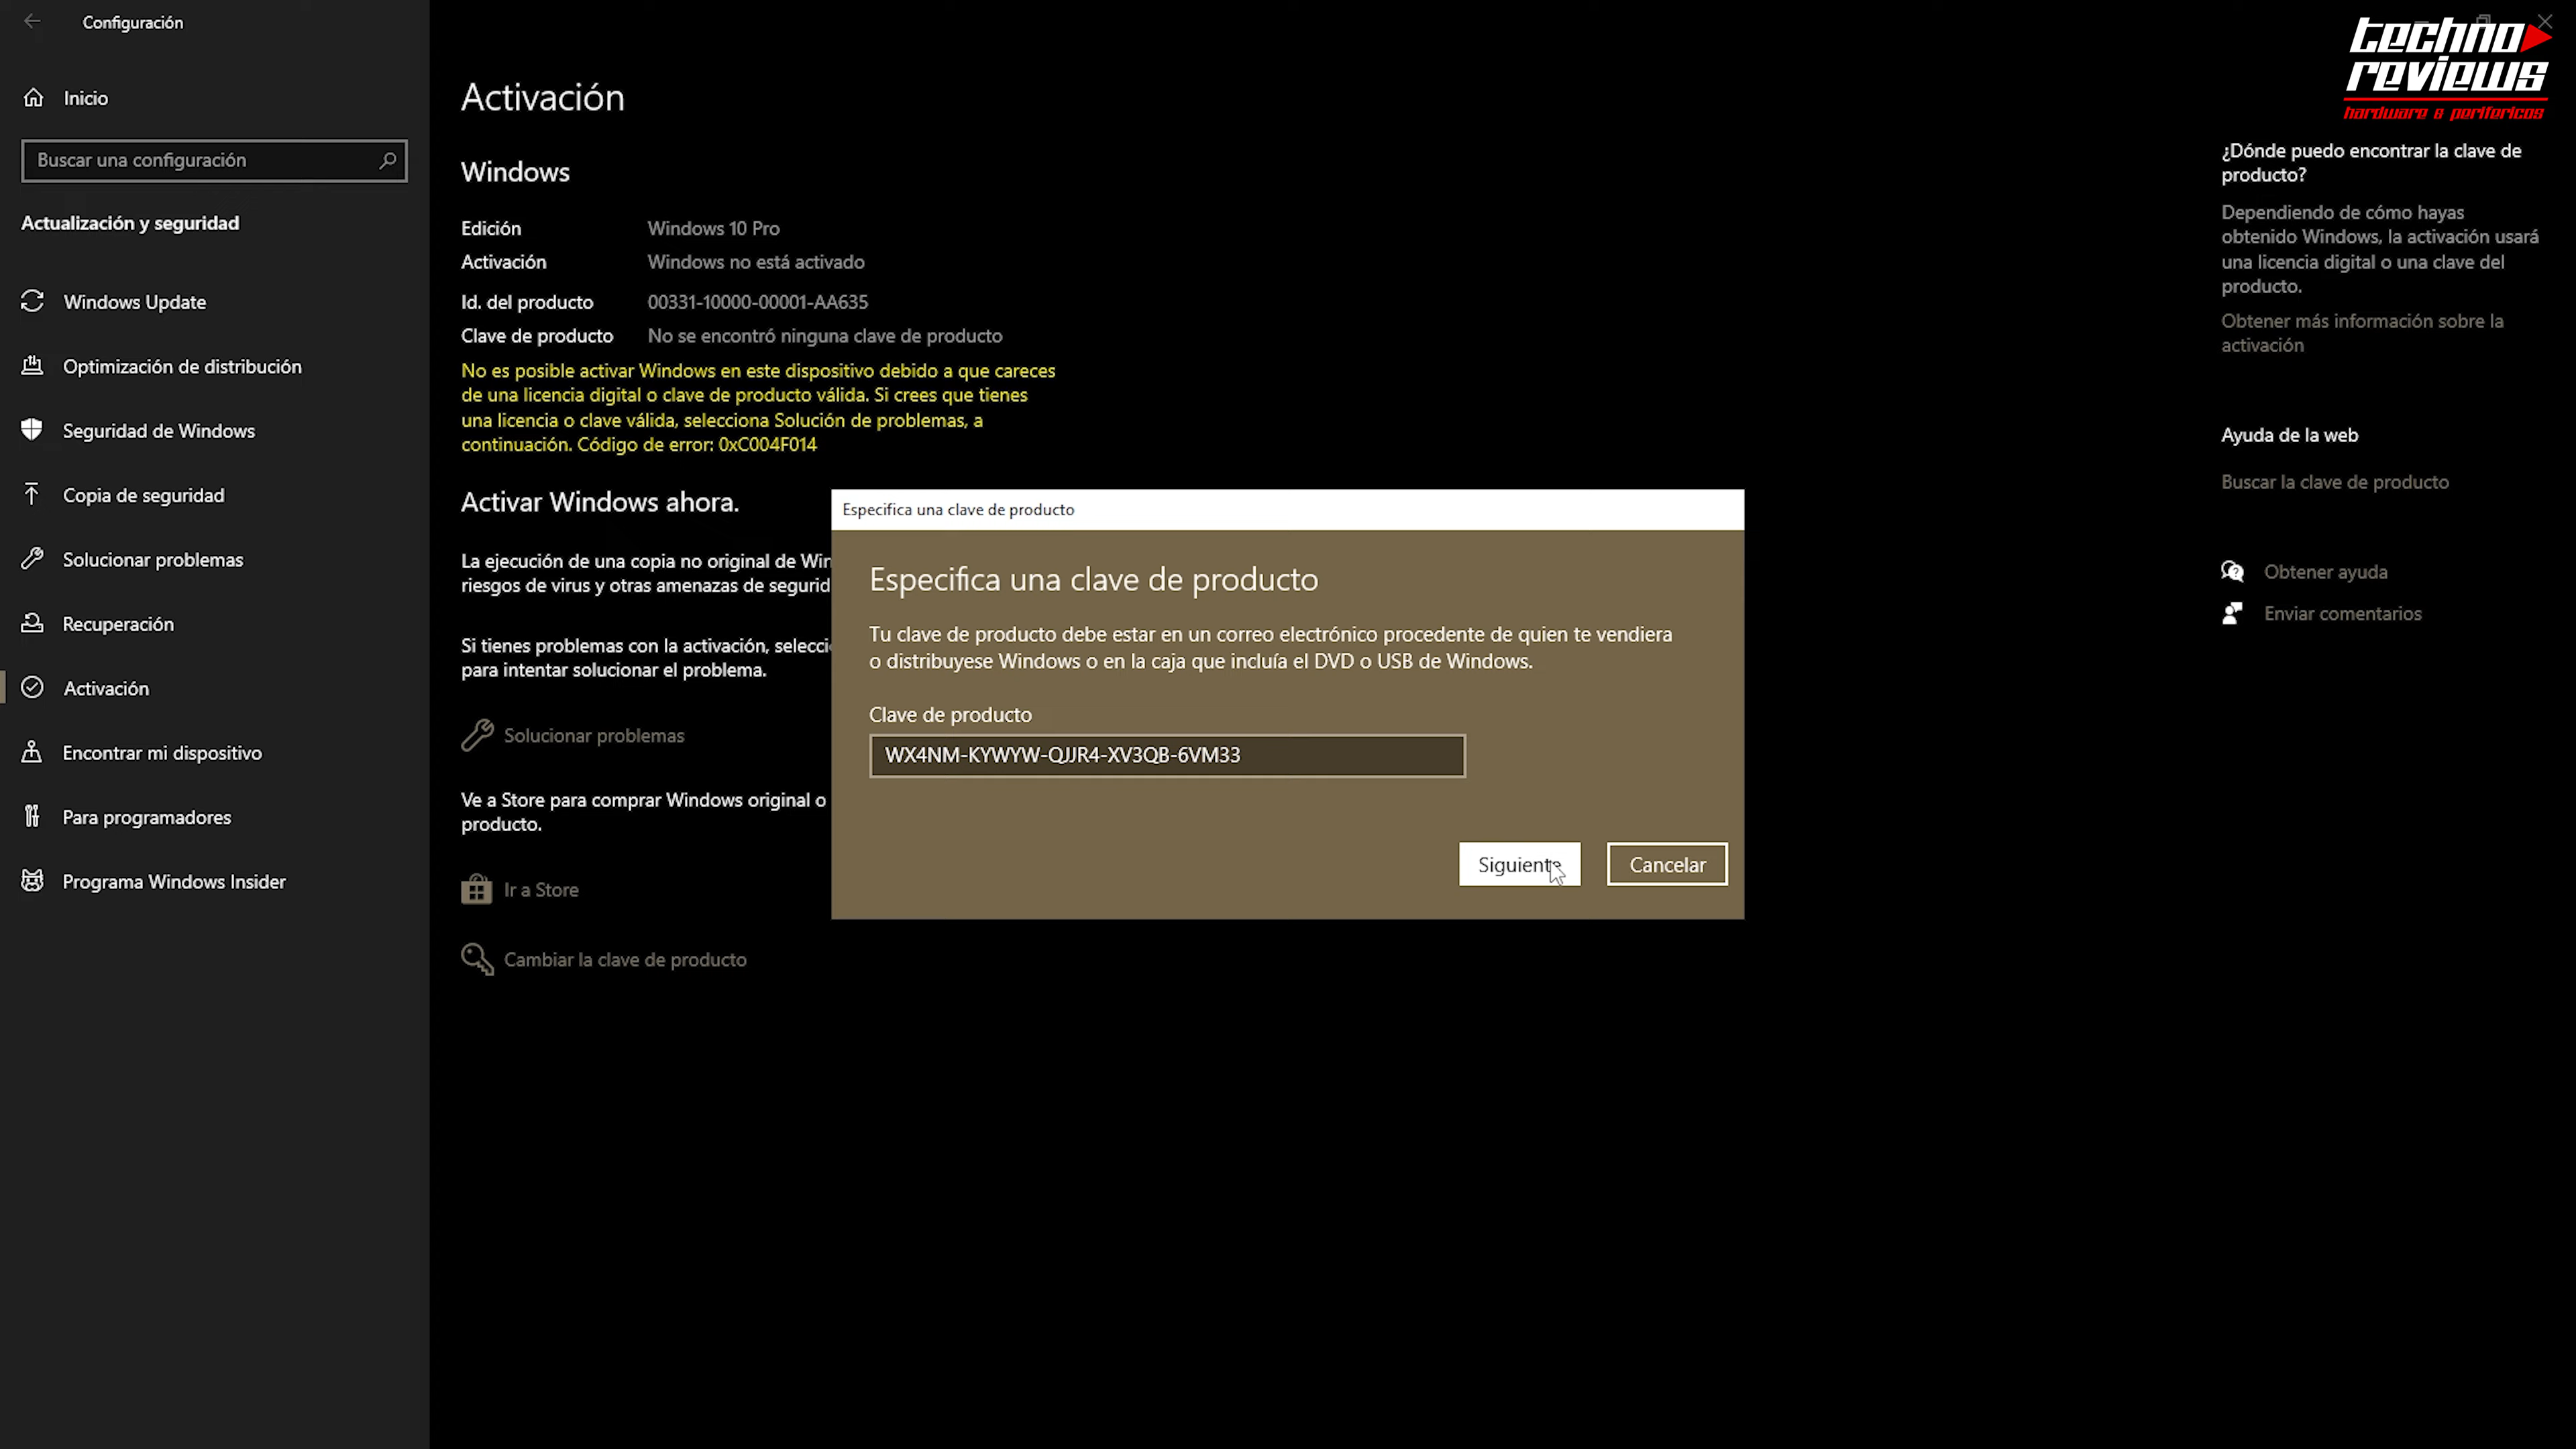 Configuración
Inicio
Buscar una configuración
Actualización y seguridad
Windows Update
Optimización de distribución
Seguridad de Windows
Copia de seguridad
Solucionar problemas
Recuperación
Activación
Encontrar mi dispositivo
Para programadores
Programa Windows Insider
Activación
Windows
Edición Windows 10 Pro
Activación Windows no está activado
Id. del producto 00331-10000-00001-AA635
Clave de producto No se encontró ninguna clave de producto
No es posible activar Windows en este dispositivo debido a que careces
de una licencia digital o clave de producto válida. Si crees que tienes
una licencia o clave válida, selecciona Solución de problemas, a
continuación. Código de error: 0xC004F014
Activar Windows ahora.
La ejecución de una copia no original de Win
riesgos de virus y otras amenazas de segurid
Si tienes problemas con la activación, selecci
para intentar solucionar el problema.
Solucionar problemas
Ve a Store para comprar Windows original o
producto.
Ir a Store
Cambiar la clave de producto
Especifica una clave de producto
Especifica una clave de producto
Tu clave de producto debe estar en un correo electrónico procedente de quien te vendiera
o distribuyese Windows o en la caja que incluía el DVD o USB de Windows.
Clave de producto
WX4NM-KYWYW-QJJR4-XV3QB-6VM33
Siguiente
Cancelar
techno
reviews
hardware e perifericos
¿Dónde puedo encontrar la clave de
producto?
Dependiendo de cómo hayas
obtenido Windows, la activación usará
una licencia digital o una clave del
producto.
Obtener más información sobre la
activación
Ayuda de la web
Buscar la clave de producto
Obtener ayuda
Enviar comentarios